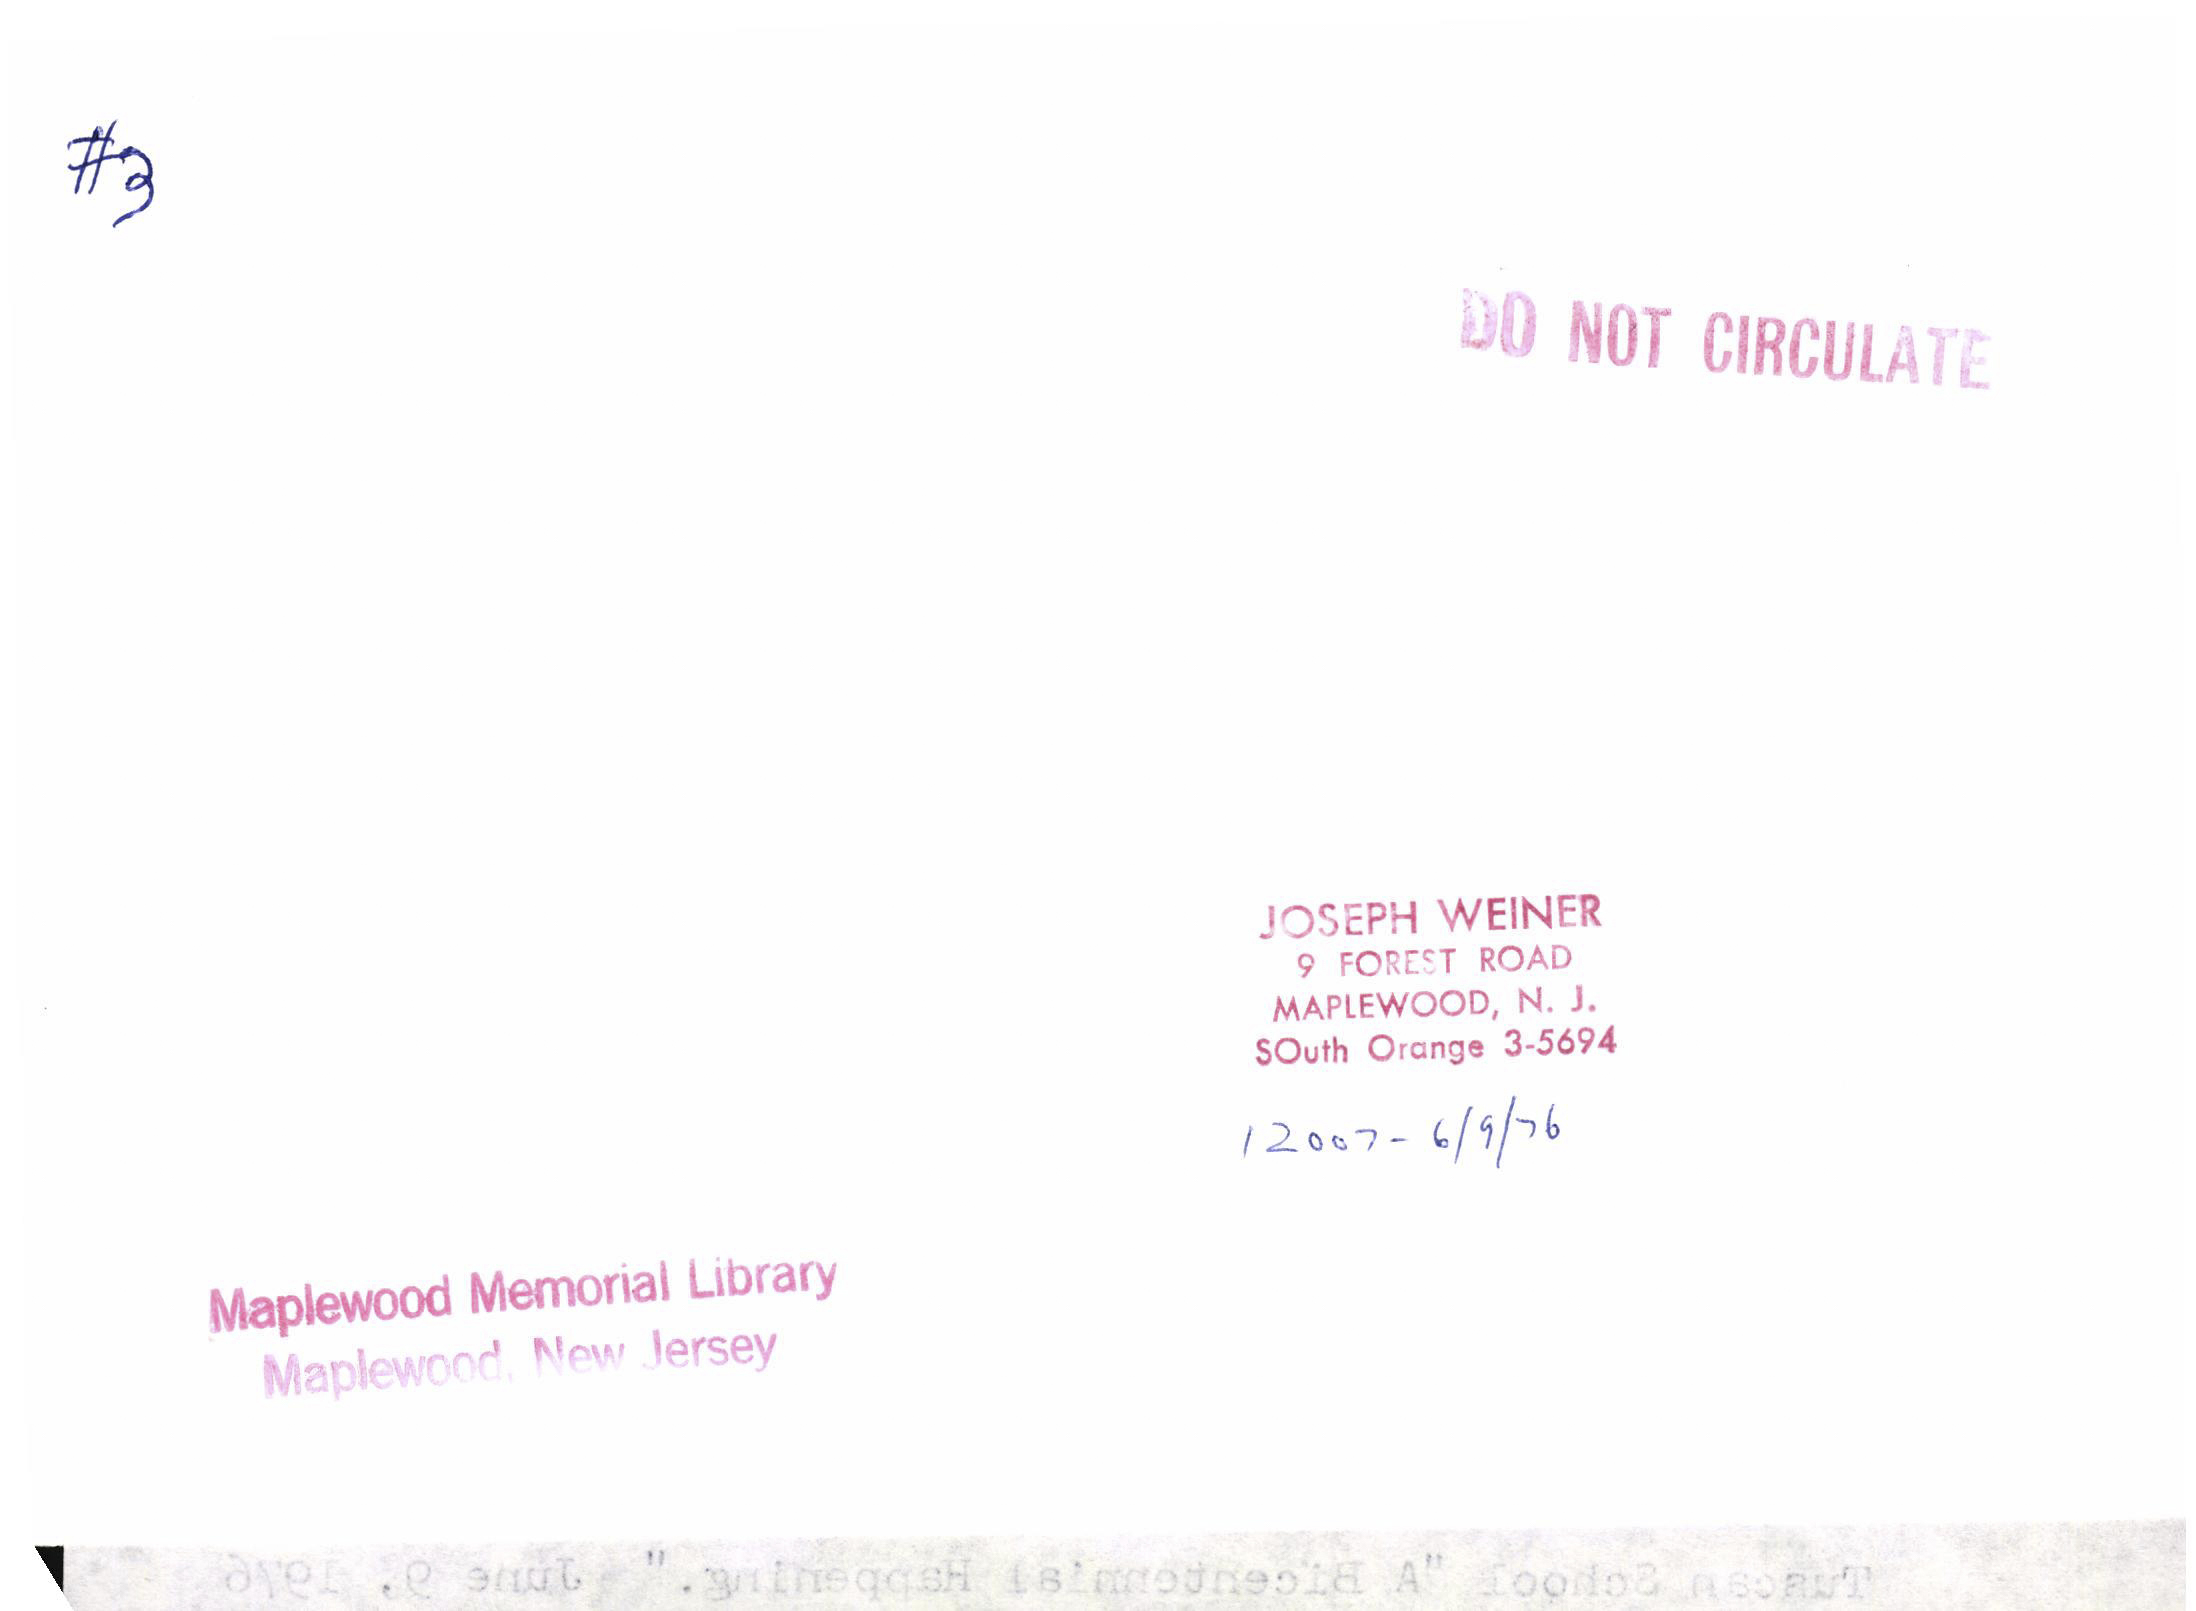 #3
DO NOT CIRCULATE
JOSEPH WEINER
9 FOREST ROAD
MAPLEWOOD, N. J.
SOuth Orange 3-5694
12007- 6/9/76
Maplewood Memorial Library
Maplewood, New Jersey
Tuscan School "A Bicentennial Happening." June 9, 1976